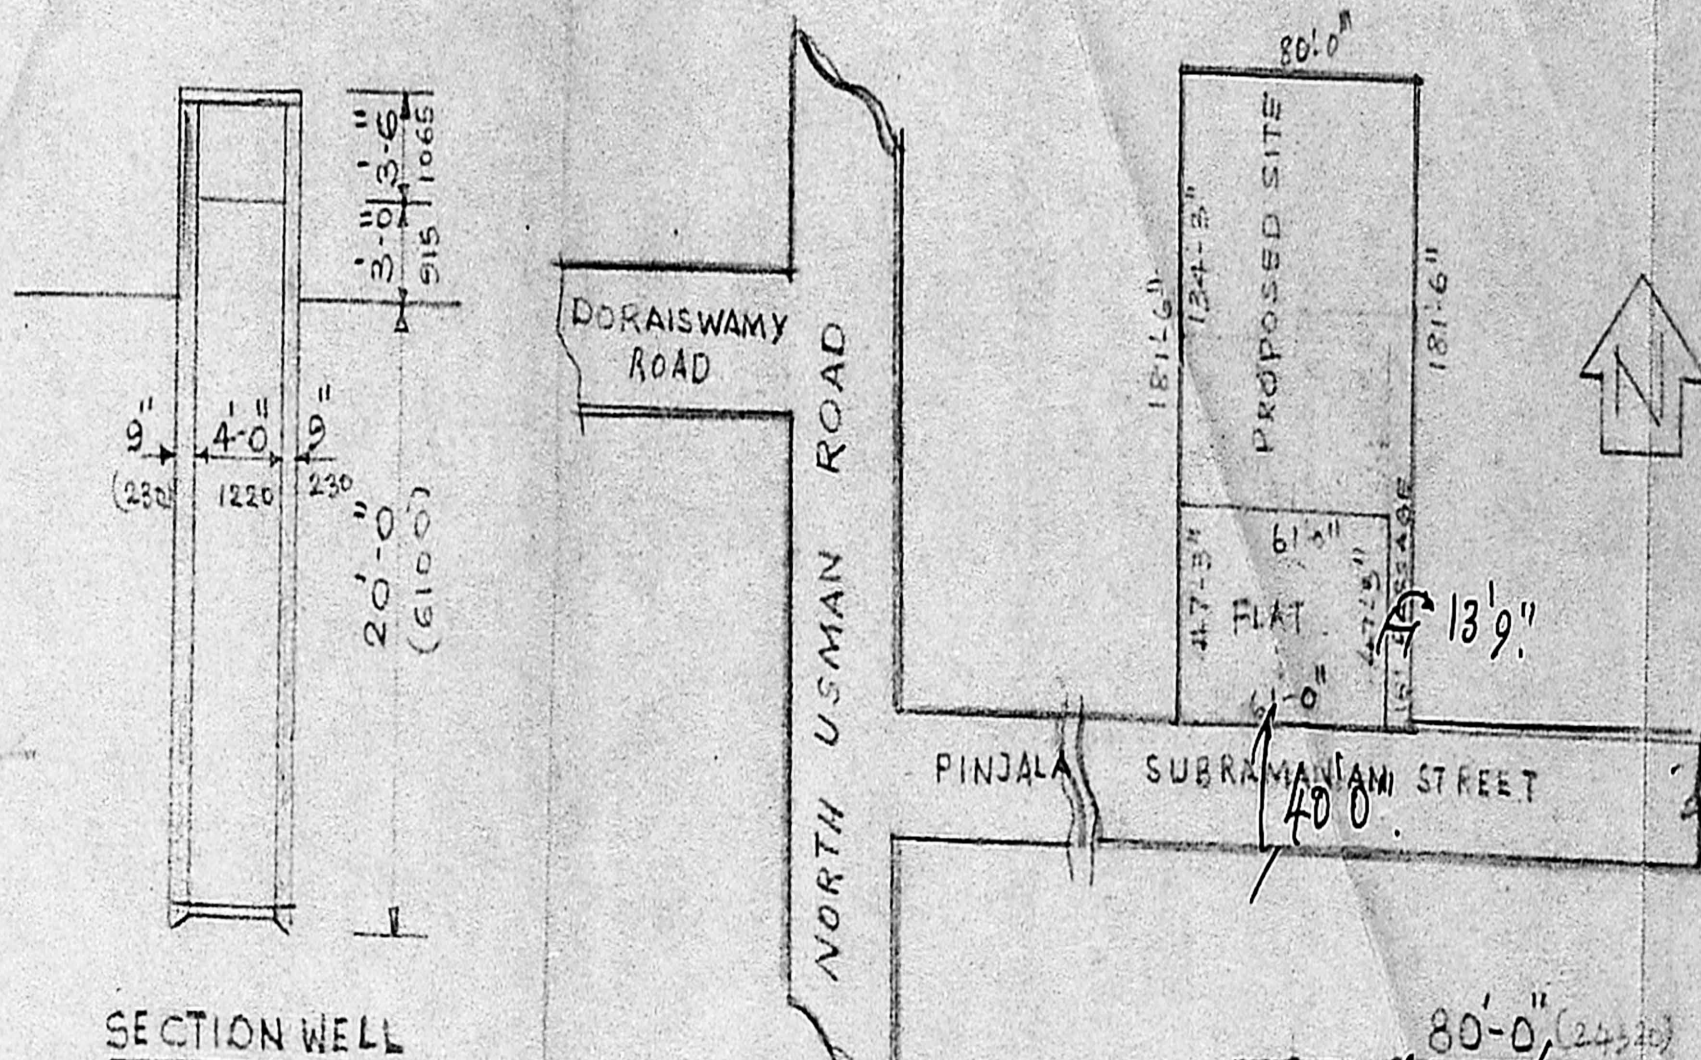 3'-6"
1065
3'-0"
915
9"
4'-0"
9"
(230)
1220
230
20'-0"
(6100)
SECTION WELL
DORAISWAMY
ROAD
NORTH USMAN ROAD
80'-0"
PROPOSED SITE
134'-3"
181'-6"
181'-6"
N
61'-0"
47'-3"
FLAT
47'-3"
PASSAGE
13'9".
61'-0"
PINJALA SUBRAMANIAM STREET
40'0".
80'-0"